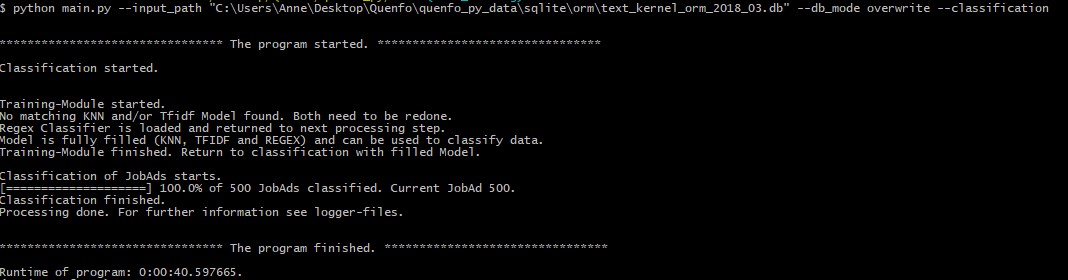 $ python main.py --input_path "C:\Users\Anne\Desktop\Quenfo\quenfo_py_data\sqlite\orm\text_kernel_orm_2018_03.db" --db_mode overwrite --classification
******************************** The program started. ********************************
Classification started.
Training-Module started.
No matching KNN and/or Tfidf Model found. Both need to be redone.
Regex Classifier is loaded and returned to next processing step.
Model is fully filled (KNN, TFIDF and REGEX) and can be used to classify data.
Training-Module finished. Return to classification with filled Model.
Classification of JobAds starts.
[====================] 100.0% of 500 JobAds classified. Current JobAd 500.
Classification finished.
Processing done. For further information see logger-files.
******************************** The program finished. ********************************
Runtime of program: 0:00:40.597665.